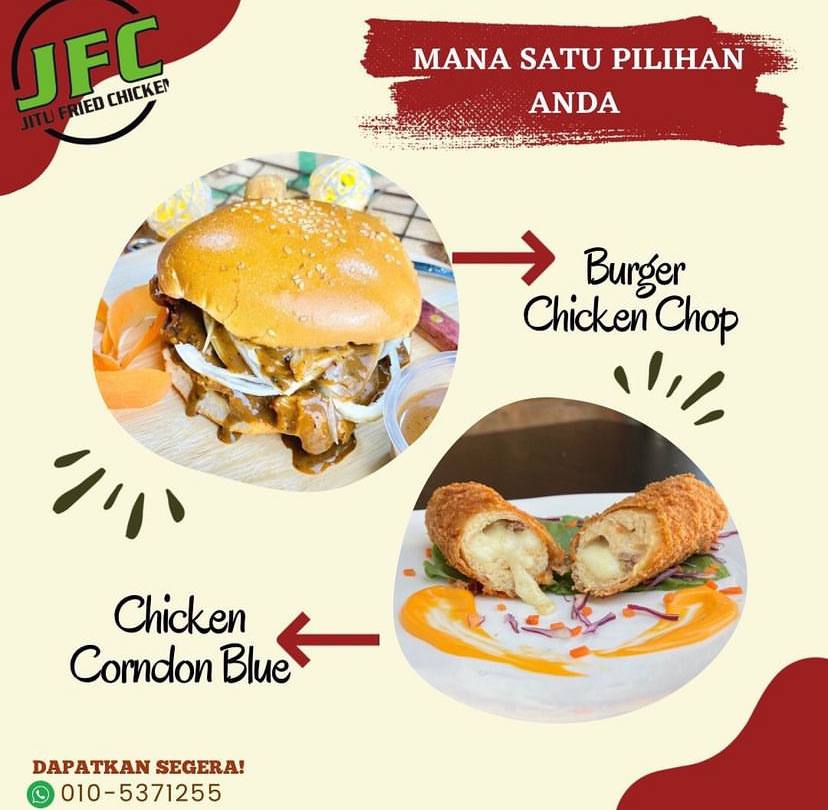 JFC
JITU FRIED CHICKEN
MANA SATU PILIHAN
ANDA
Burger
Chicken Chop
Chicken
Corndon Blue
DAPATKAN SEGERA!
010-5371255